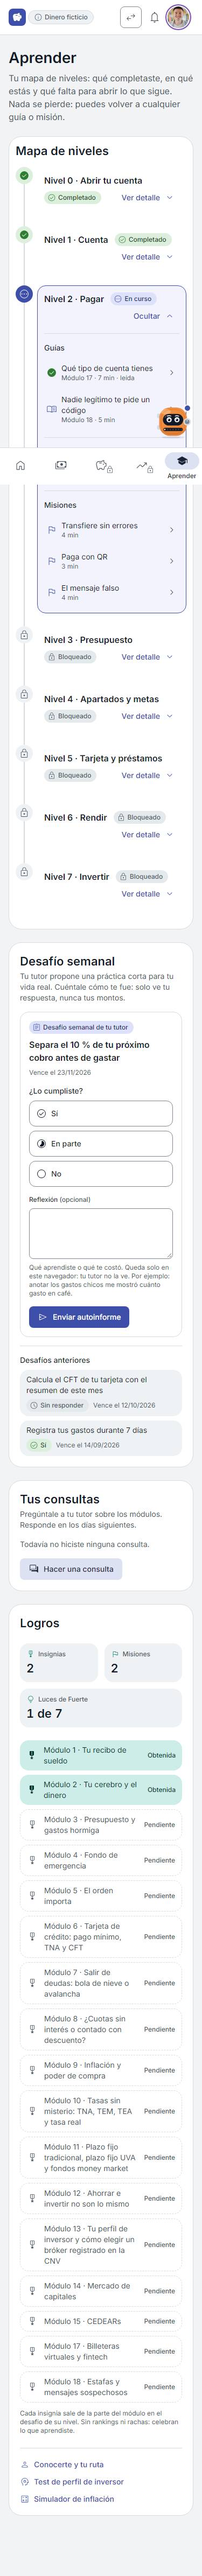 Dinero ficticio
Aprender
Tu mapa de niveles: qué completaste, en qué
estás y qué falta para abrir lo que sigue.
Nada se pierde: puedes volver a cualquier
guía o misión.
Mapa de niveles
Nivel 0 · Abrir tu cuenta
Completado
Ver detalle
Nivel 1 · Cuenta
Completado
Ver detalle
Nivel 2 · Pagar
En curso
Ocultar
Guías
Qué tipo de cuenta tienes
Módulo 17 · 7 min · leída
Nadie legítimo te pide un
código
Módulo 18 · 5 min
Aprender
Misiones
Transfiere sin errores
4 min
Paga con QR
3 min
El mensaje falso
4 min
Nivel 3 · Presupuesto
Bloqueado
Ver detalle
Nivel 4 · Apartados y metas
Bloqueado
Ver detalle
Nivel 5 · Tarjeta y préstamos
Bloqueado
Ver detalle
Nivel 6 · Rendir
Bloqueado
Ver detalle
Nivel 7 · Invertir
Bloqueado
Ver detalle
Desafío semanal
Tu tutor propone una práctica corta para tu
vida real. Cuéntale cómo te fue: solo ve tu
respuesta, nunca tus montos.
Desafío semanal de tu tutor
Separa el 10 % de tu próximo
cobro antes de gastar
Vence el 23/11/2026
¿Lo cumpliste?
Sí
En parte
No
Reflexión (opcional)
Qué aprendiste o qué te costó. Queda solo en
este navegador: tu tutor no la ve. Por ejemplo:
anotar los gastos chicos me mostró cuánto
gasto en café.
Enviar autoinforme
Desafíos anteriores
Calcula el CFT de tu tarjeta con el
resumen de este mes
Sin responder
Vence el 12/10/2026
Registra tus gastos durante 7 días
Sí
Vence el 14/09/2026
Tus consultas
Pregúntale a tu tutor sobre los módulos.
Responde en los días siguientes.
Todavía no hiciste ninguna consulta.
Hacer una consulta
Logros
Insignias
2
Misiones
2
Luces de Fuerte
1 de 7
Módulo 1 · Tu recibo de
sueldo
Obtenida
Módulo 2 · Tu cerebro y el
dinero
Obtenida
Módulo 3 · Presupuesto y
gastos hormiga
Pendiente
Módulo 4 · Fondo de
emergencia
Pendiente
Módulo 5 · El orden
importa
Pendiente
Módulo 6 · Tarjeta de
crédito: pago mínimo,
TNA y CFT
Pendiente
Módulo 7 · Salir de
deudas: bola de nieve o
avalancha
Pendiente
Módulo 8 · ¿Cuotas sin
interés o contado con
descuento?
Pendiente
Módulo 9 · Inflación y
poder de compra
Pendiente
Módulo 10 · Tasas sin
misterio: TNA, TEM, TEA
y tasa real
Pendiente
Módulo 11 · Plazo fijo
tradicional, plazo fijo UVA
y fondos money market
Pendiente
Módulo 12 · Ahorrar e
invertir no son lo mismo
Pendiente
Módulo 13 · Tu perfil de
inversor y cómo elegir un
bróker registrado en la
CNV
Pendiente
Módulo 14 · Mercado de
capitales
Pendiente
Módulo 15 · CEDEARs
Pendiente
Módulo 17 · Billeteras
virtuales y fintech
Pendiente
Módulo 18 · Estafas y
mensajes sospechosos
Pendiente
Cada insignia sale de la parte del módulo en el
desafío de su nivel. Sin rankings ni rachas: celebran
lo que aprendiste.
Conocerte y tu ruta
Test de perfil de inversor
Simulador de inflación